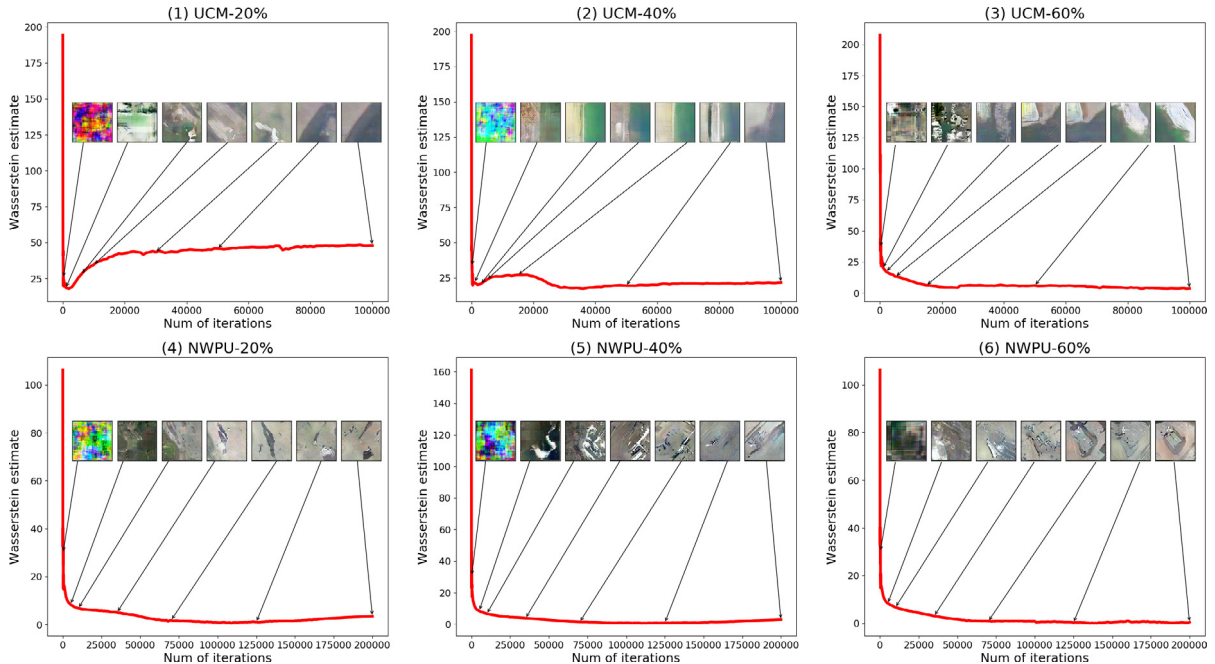 (1) UCM-20%
200
175
150
125
100
75
50
25
Wasserstein estimate
0 20000 40000 60000 80000 100000
Num of iterations
(2) UCM-40%
200
175
150
125
100
75
50
25
0
Wasserstein estimate
0 20000 40000 60000 80000 100000
Num of iterations
(3) UCM-60%
200
175
150
125
100
75
50
25
0
Wasserstein estimate
0 20000 40000 60000 80000 100000
Num of iterations
(4) NWPU-20%
100
80
60
40
20
0
Wasserstein estimate
0 25000 50000 75000 100000 125000 150000 175000 200000
Num of iterations
(5) NWPU-40%
160
140
120
100
80
60
40
20
0
Wasserstein estimate
0 25000 50000 75000 100000 125000 150000 175000 200000
Num of iterations
(6) NWPU-60%
100
80
60
40
20
0
Wasserstein estimate
0 25000 50000 75000 100000 125000 150000 175000 200000
Num of iterations